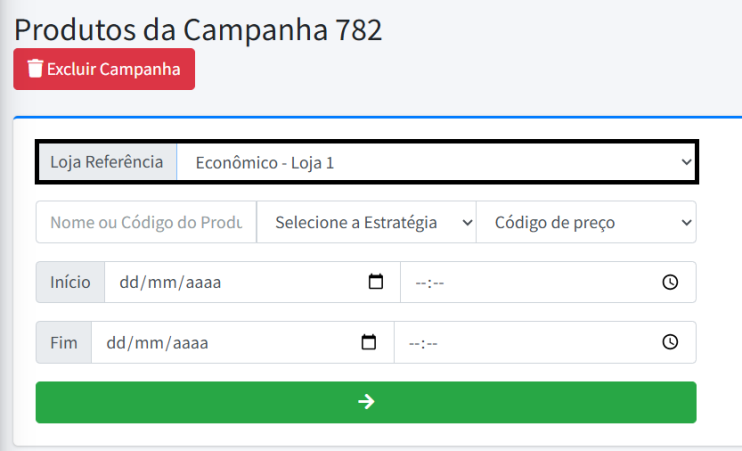 Produtos da Campanha 782
Excluir Campanha
Loja Referência Econômico - Loja 1
Nome ou Código do Produ Selecione a Estratégia Código de preço
Início dd/mm/aaaa --:--
Fim dd/mm/aaaa --:--